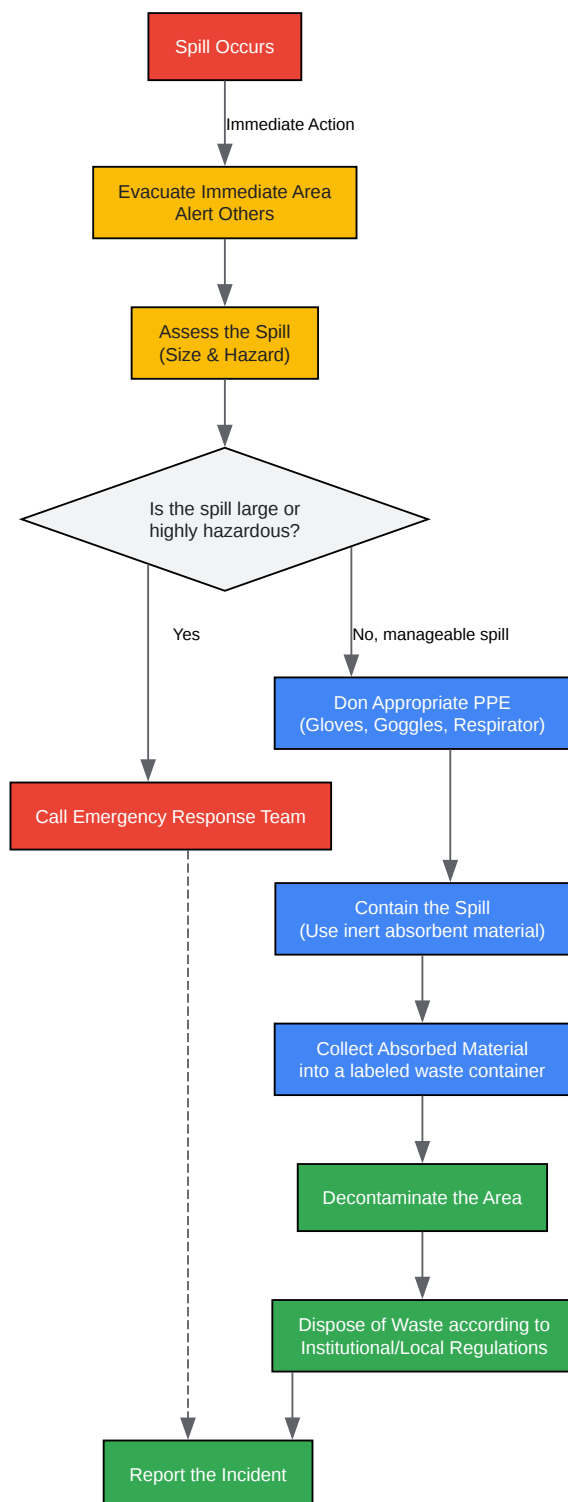 Spill Occurs
Immediate Action
Evacuate Immediate Area
Alert Others
Assess the Spill
(Size & Hazard)
Is the spill large or
highly hazardous?
Yes
No, manageable spill
Don Appropriate PPE
(Gloves, Goggles, Respirator)
Call Emergency Response Team
Contain the Spill
(Use inert absorbent material)
Collect Absorbed Material
into a labeled waste container
Decontaminate the Area
Dispose of Waste according to
Institutional/Local Regulations
Report the Incident